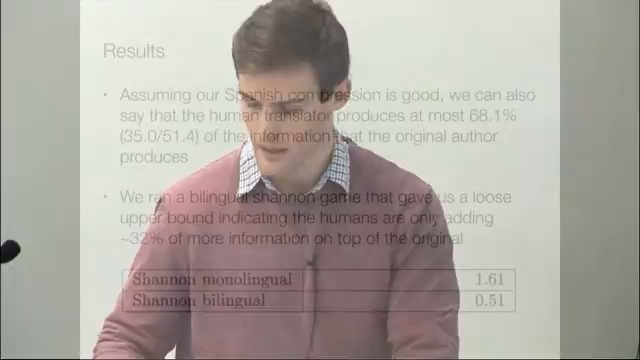 Results
• Assuming our Spanish compression is good, we can also
say that the human translator produces at most 68.1%
(35.0/51.4) of the information that the original author
produces
• We ran a bilingual shannon game that gave us a loose
upper bound indicating the humans are only adding
~32% of more information on top of the original
Shannon monolingual 1.61
Shannon bilingual 0.51